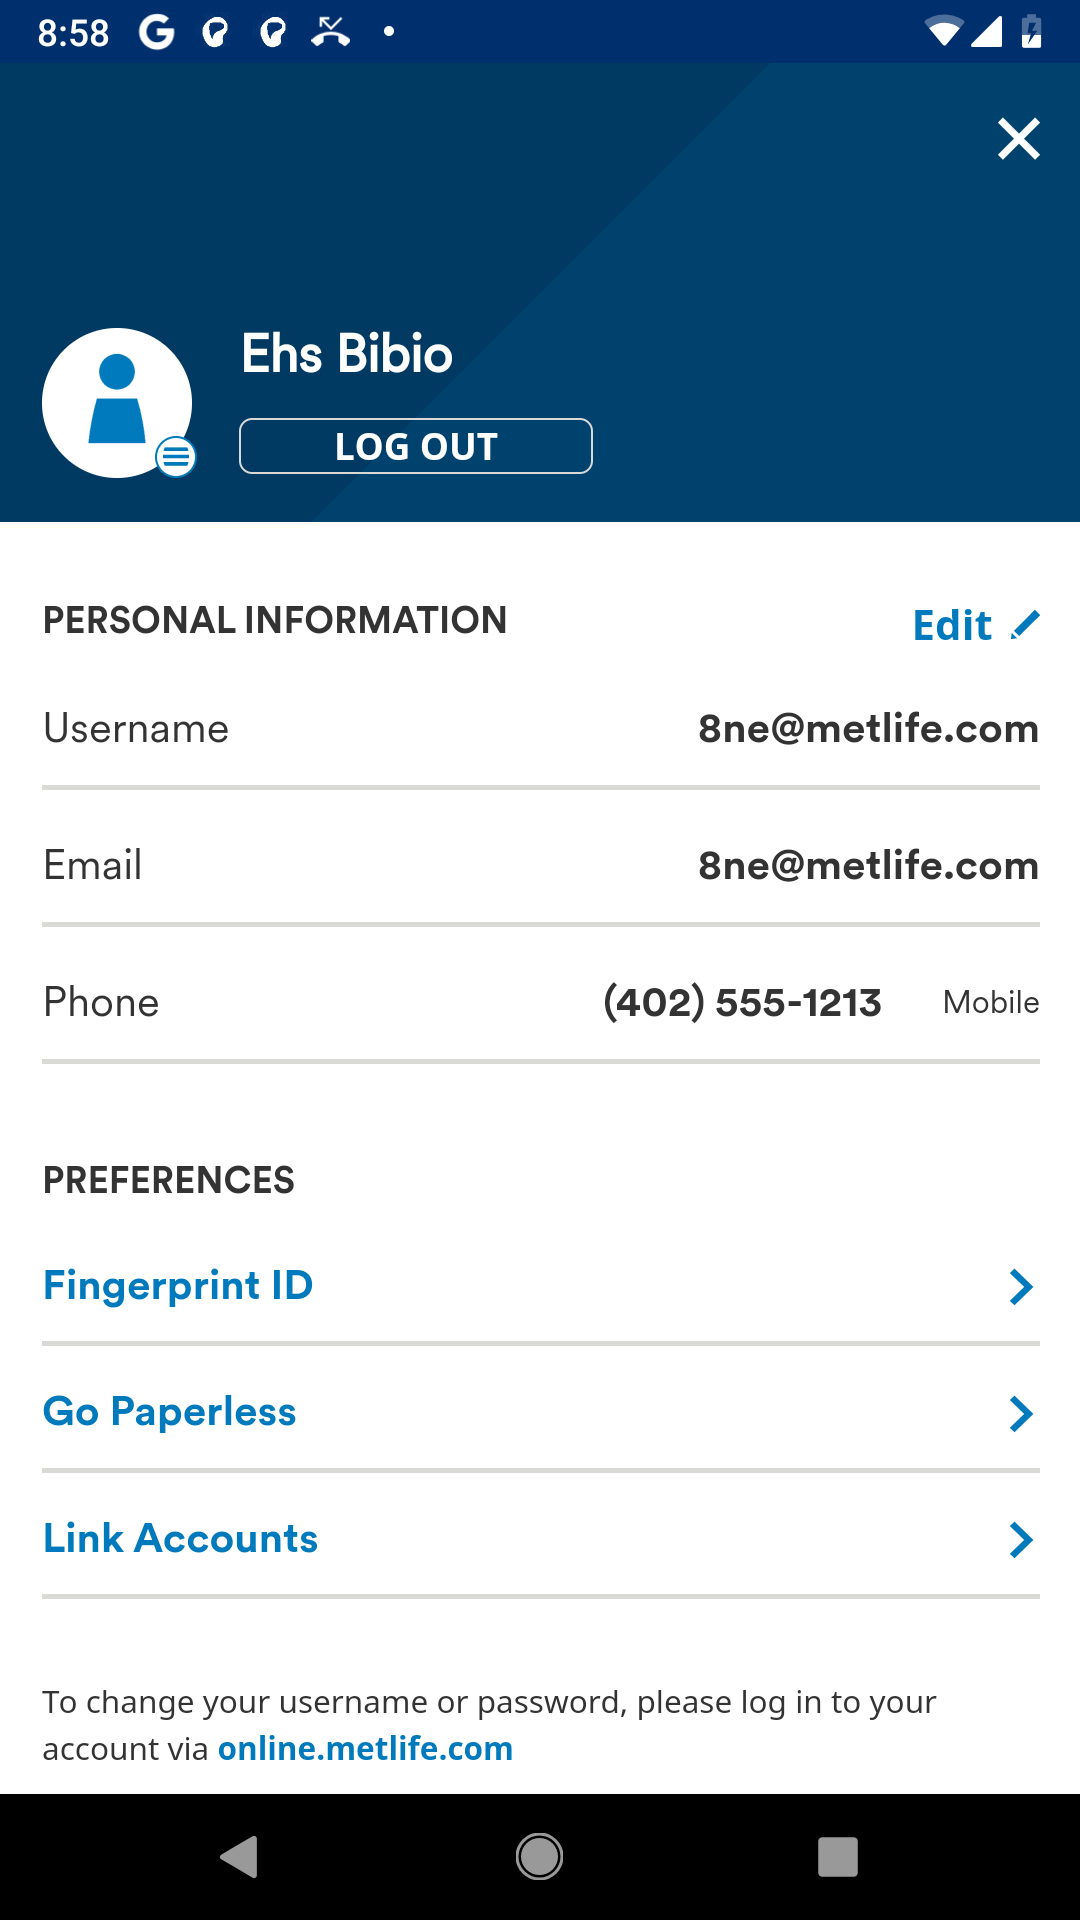 8:58
Ehs Bibio
LOG OUT
PERSONAL INFORMATION
Edit
Username 8ne@metlife.com
Email 8ne@metlife.com
Phone (402) 555-1213 Mobile
PREFERENCES
Fingerprint ID
Go Paperless
Link Accounts
To change your username or password, please log in to your
account via online.metlife.com